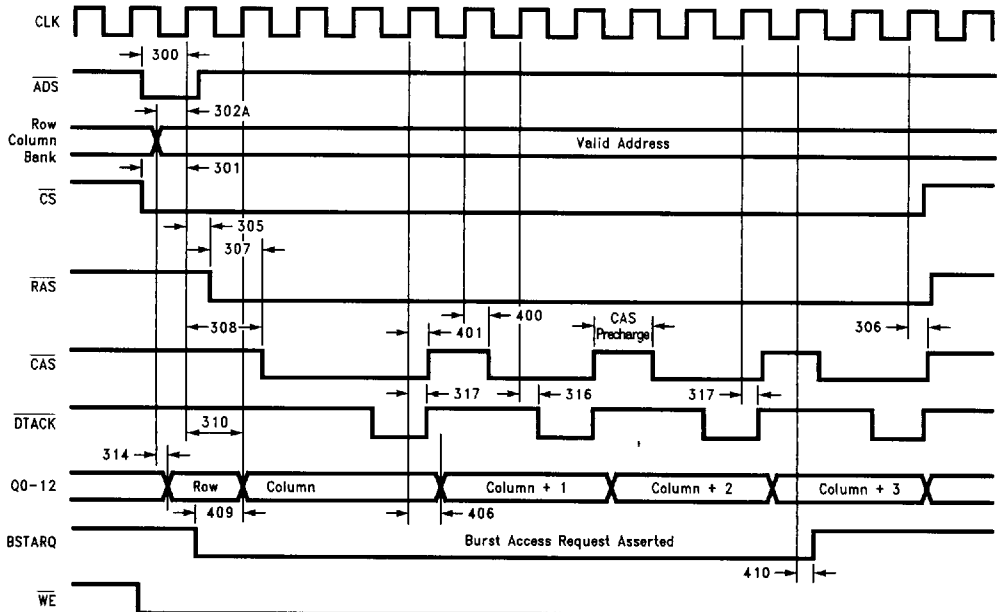 CLK
300
ADS
302A
Row
Column
Bank
Valid Address
301
CS
305
307
RAS
308
400
401
CAS
Precharge
306
CAS
317
316
317
DTACK
310
314
Q0-12
Row
Column
Column + 1
Column + 2
Column + 3
409
406
BSTARQ
Burst Access Request Asserted
410
WE